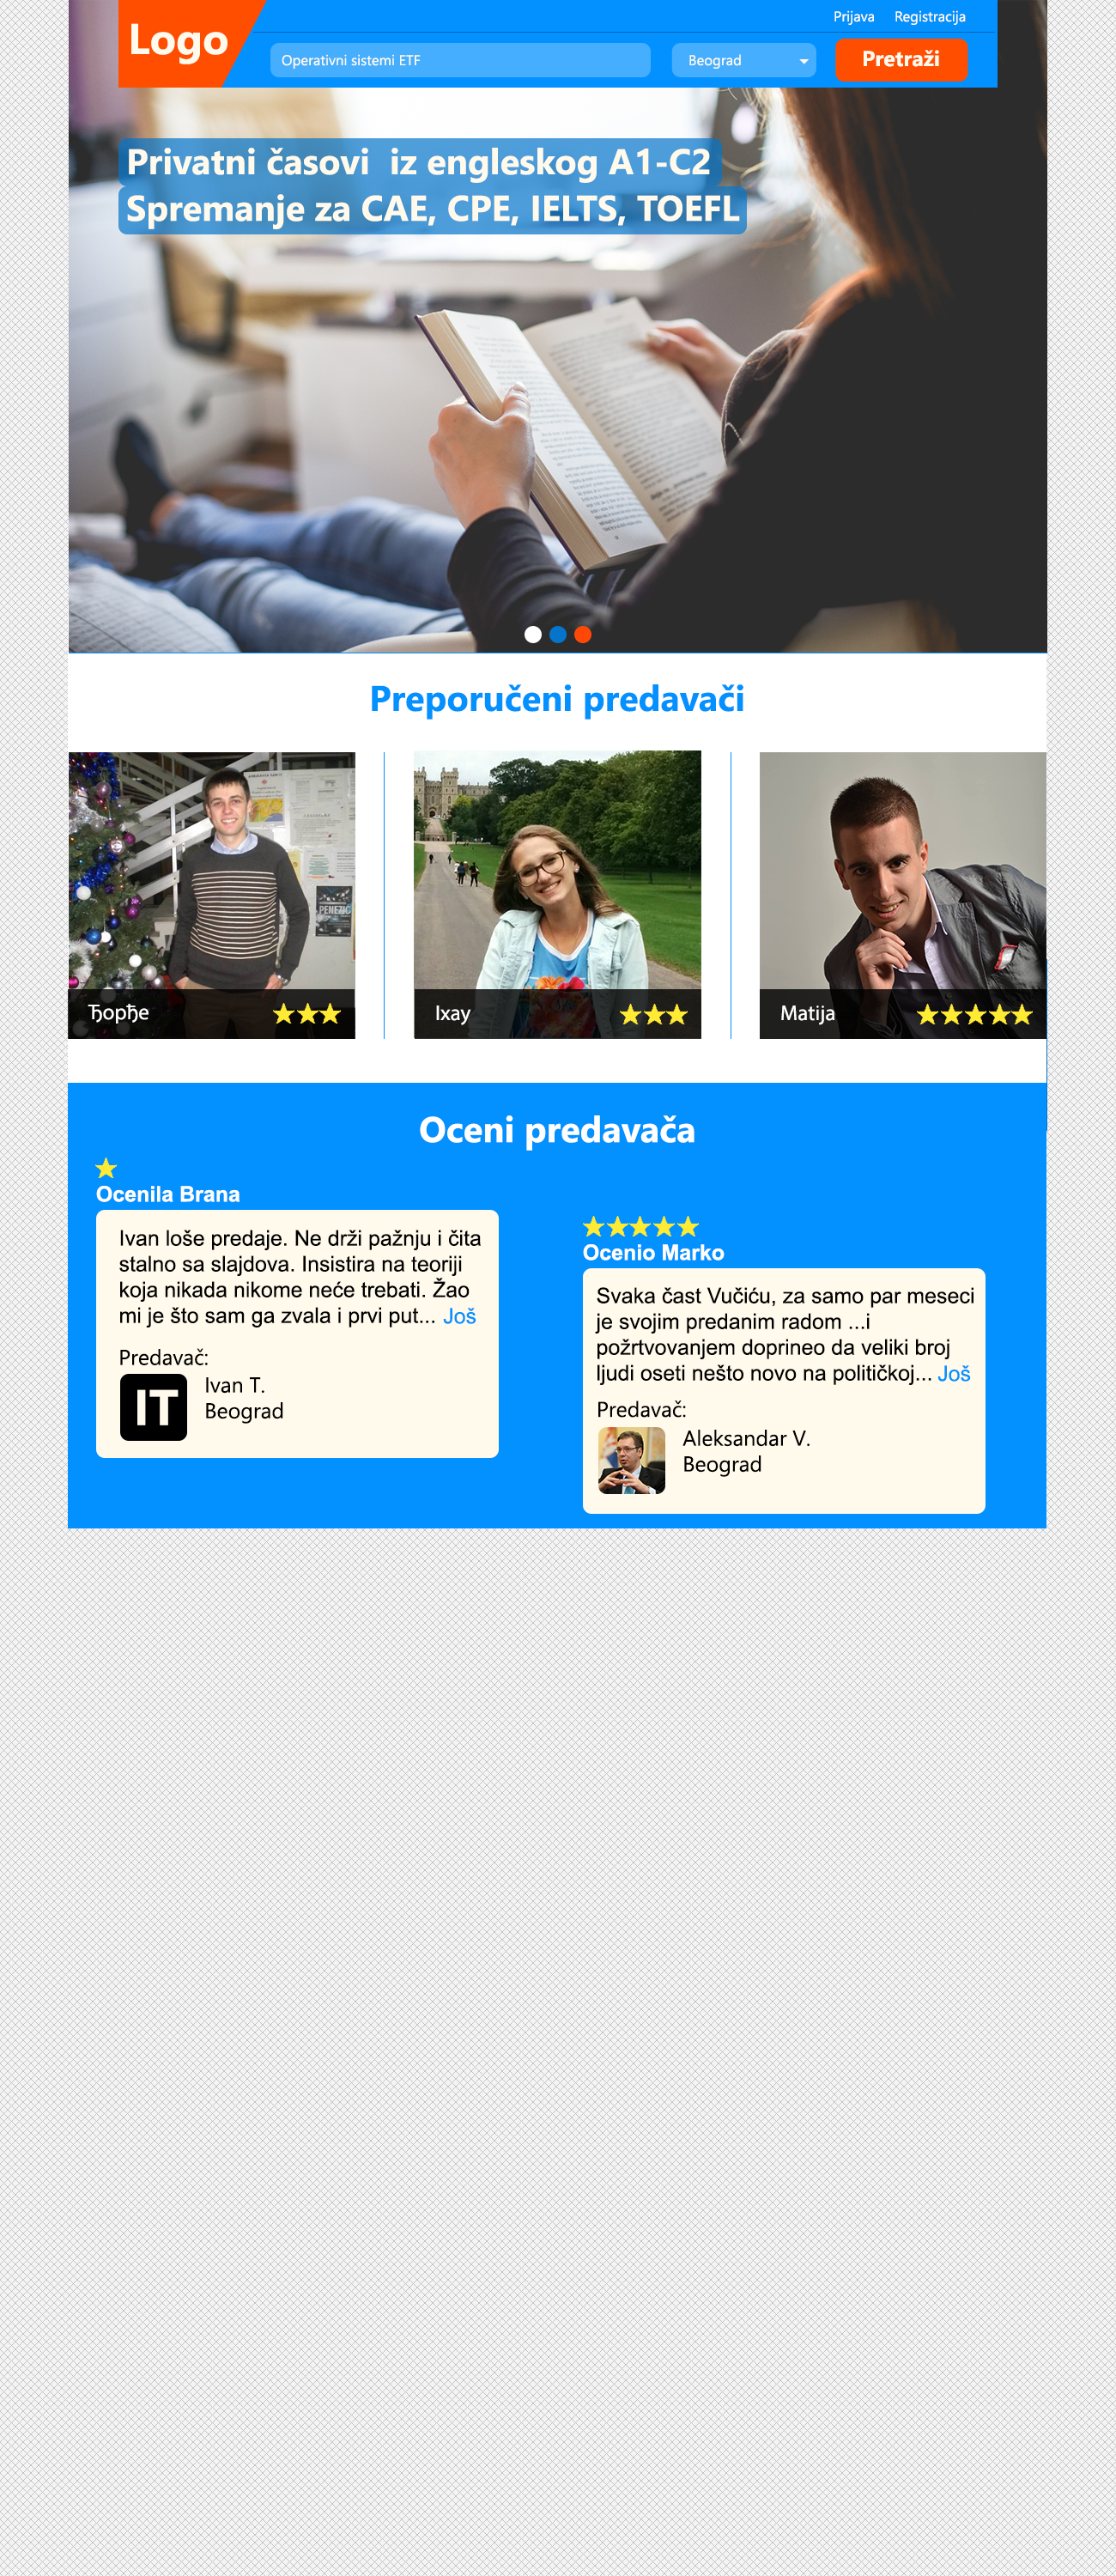 Prijava Registracija
Logo
Operativni sistemi ETF
Beograd
Pretraži
Privatni časovi iz engleskog A1-C2
Spremanje za CAE, CPE, IELTS, TOEFL
Preporučeni predavači
PENEZIĆ
Ђорђе
Ixay
Matija
Oceni predavača
Ocenila Brana
Ivan loše predaje. Ne drži pažnju i čita
stalno sa slajdova. Insistira na teoriji
koja nikada nikome neće trebati. Žao
mi je što sam ga zvala i prvi put... Još
Predavač:
IT
Ivan T.
Beograd
Ocenio Marko
Svaka čast Vučiću, za samo par meseci
je svojim predanim radom ...i
požrtvovanjem doprineo da veliki broj
ljudi oseti nešto novo na političkoj... Još
Predavač:
Aleksandar V.
Beograd